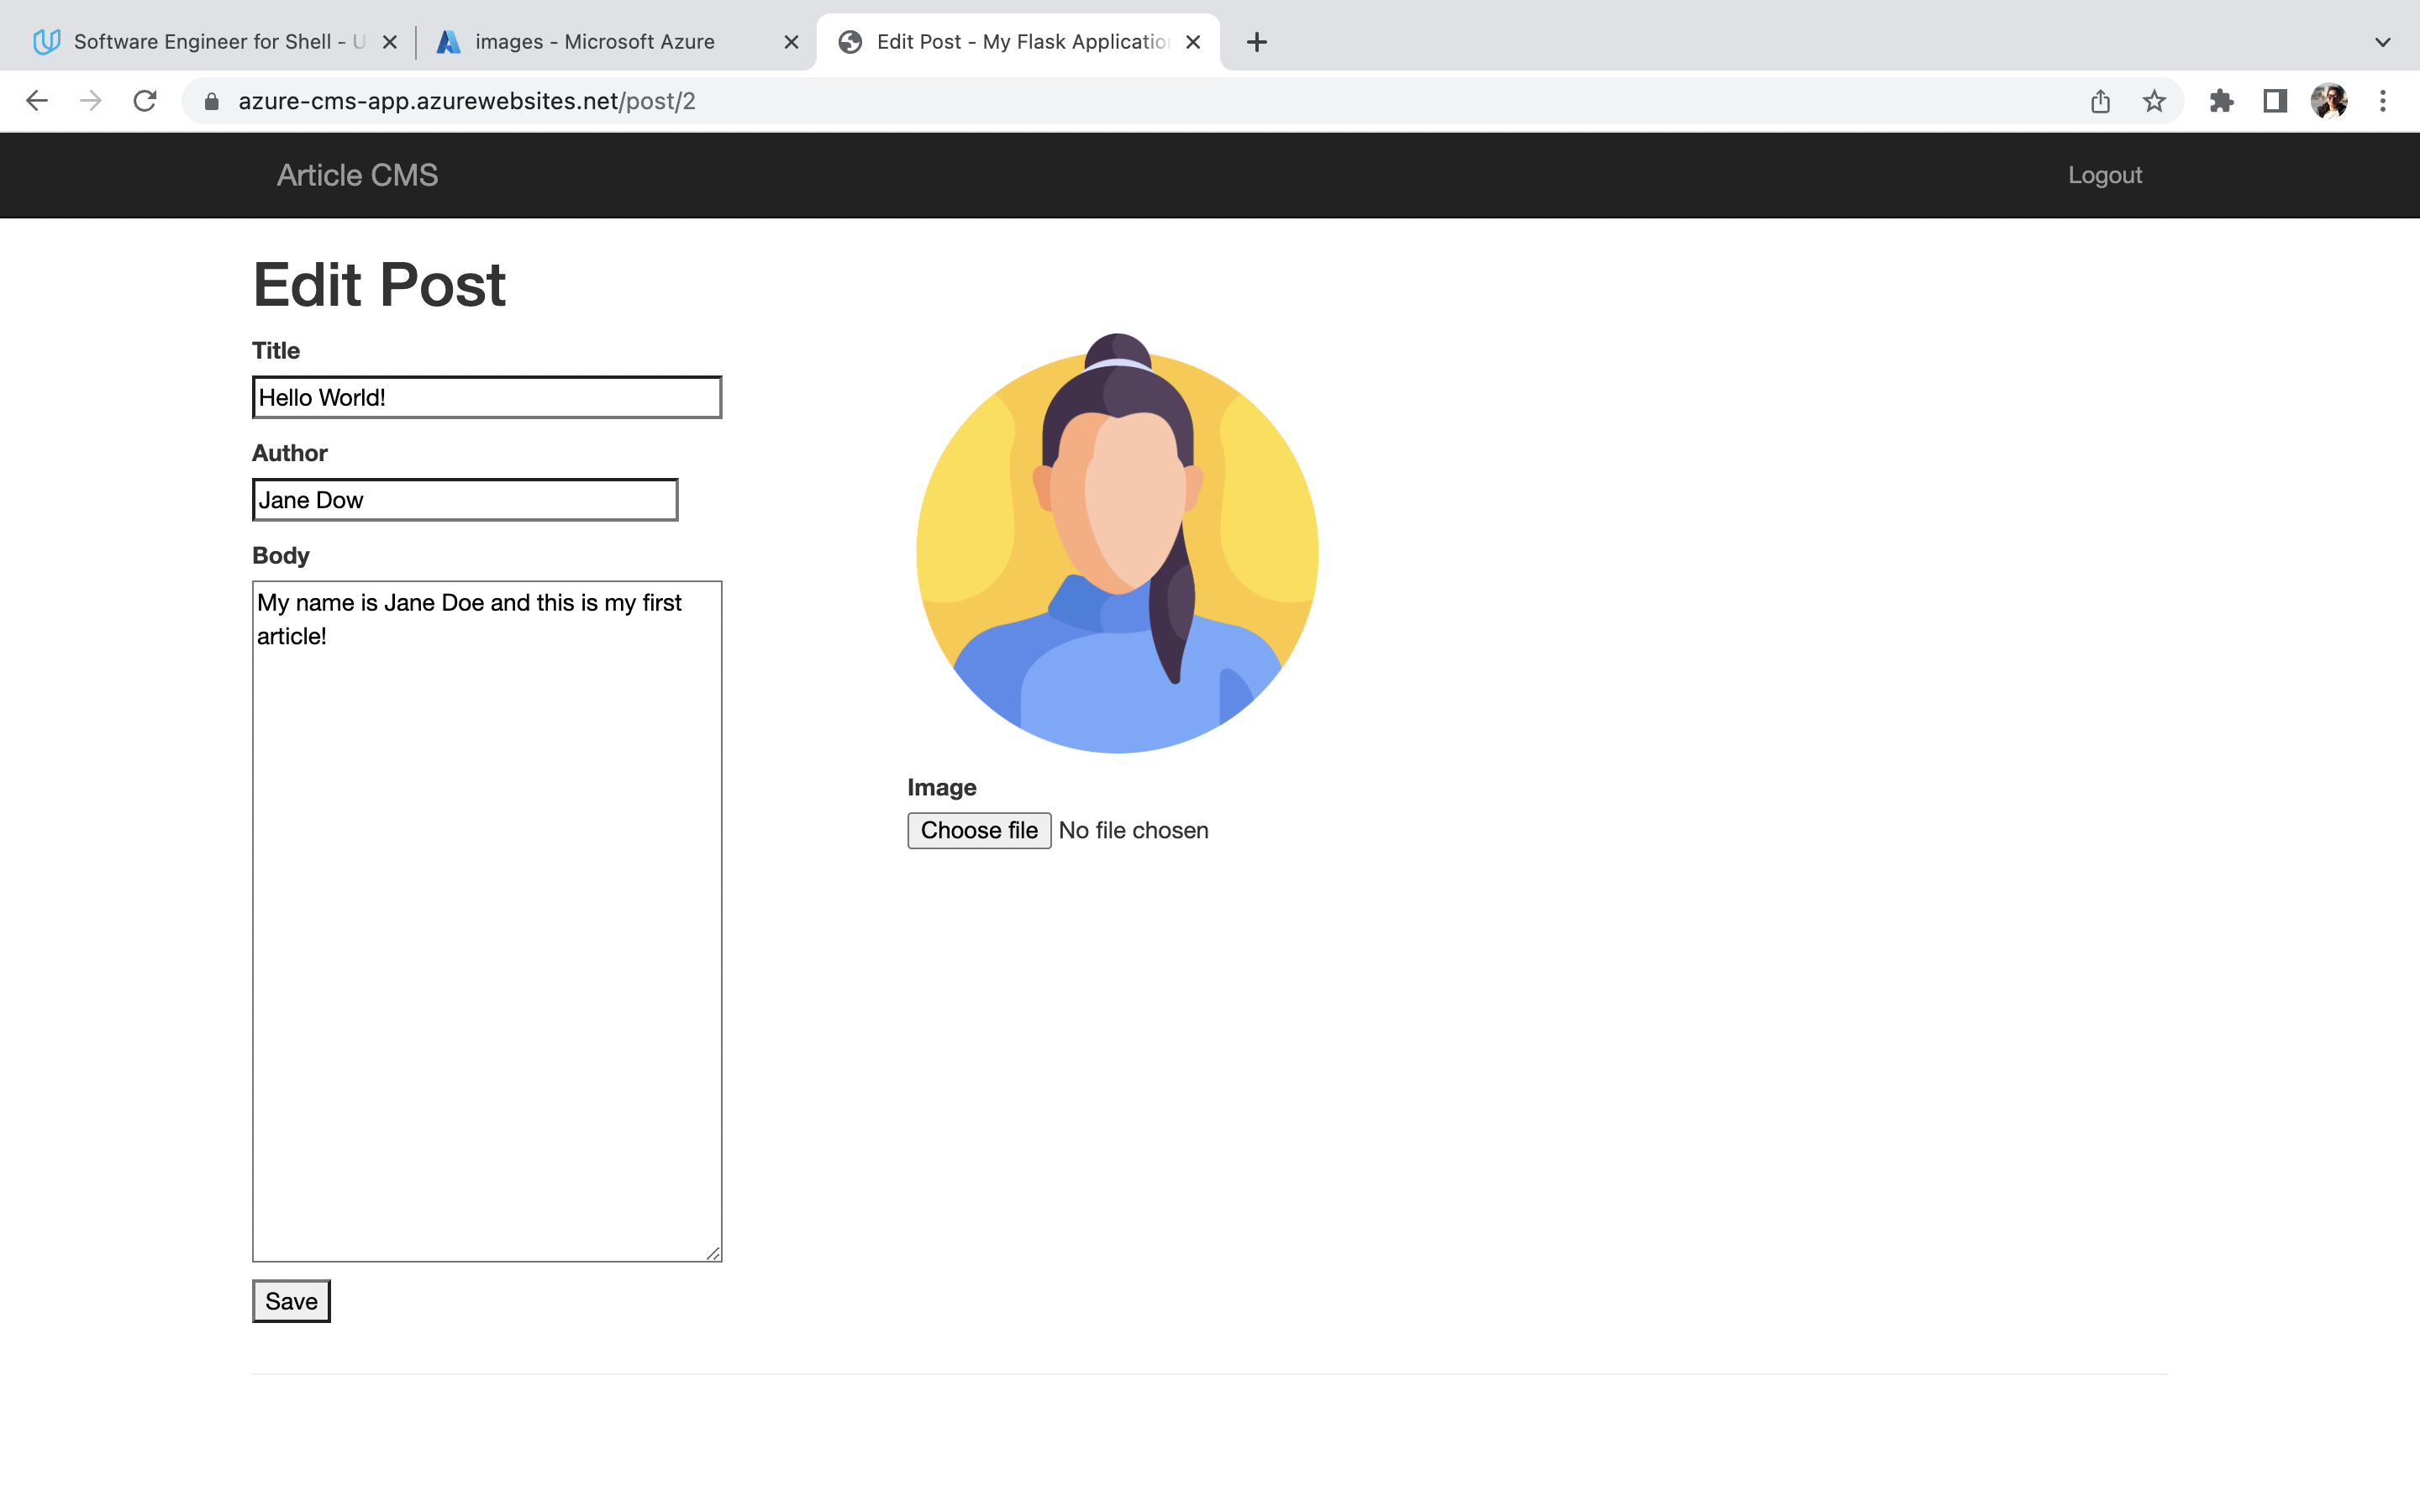 Software Engineer for Shell - U
images - Microsoft Azure
Edit Post - My Flask Application
azure-cms-app.azurewebsites.net/post/2
Article CMS
Logout
Edit Post
Title
Hello World!
Author
Jane Dow
Body
My name is Jane Doe and this is my first
article!
Image
Choose file No file chosen
Save